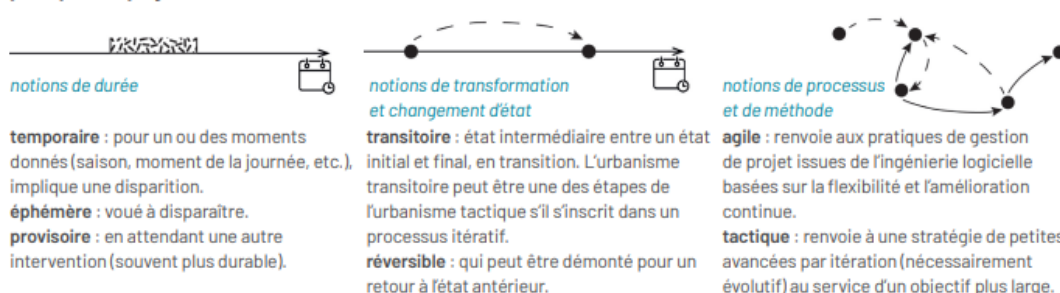 notions de durée
temporaire : pour un ou des moments
donnés (saison, moment de la journée, etc.),
implique une disparition.
éphémère : voué à disparaître.
provisoire : en attendant une autre
intervention (souvent plus durable).
notions de transformation
et changement d'état
transitoire : état intermédiaire entre un état
initial et final, en transition. L'urbanisme
transitoire peut être une des étapes de
l'urbanisme tactique s'il s'inscrit dans un
processus itératif.
réversible : qui peut être démonté pour un
retour à l'état antérieur.
notions de processus
et de méthode
agile : renvoie aux pratiques de gestion
de projet issues de l'ingénierie logicielle
basées sur la flexibilité et l'amélioration
continue.
tactique : renvoie à une stratégie de petites
avancées par itération (nécessairement
évolutif) au service d'un objectif plus large.